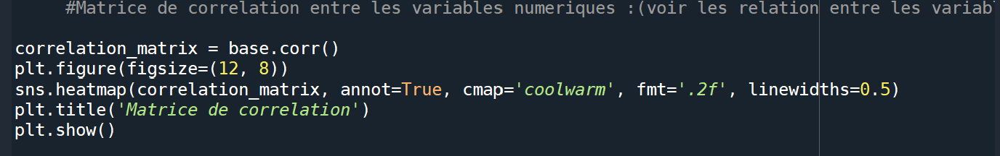 #Matrice de correlation entre les variables numeriques :(voir les relation entre les
correlation_matrix = base.corr()
plt.figure(figsize=(12, 8))
sns.heatmap(correlation_matrix, annot=True, cmap='coolwarm', fmt='.2f', linewidths=0.5)
plt.title('Matrice de correlation')
plt.show()